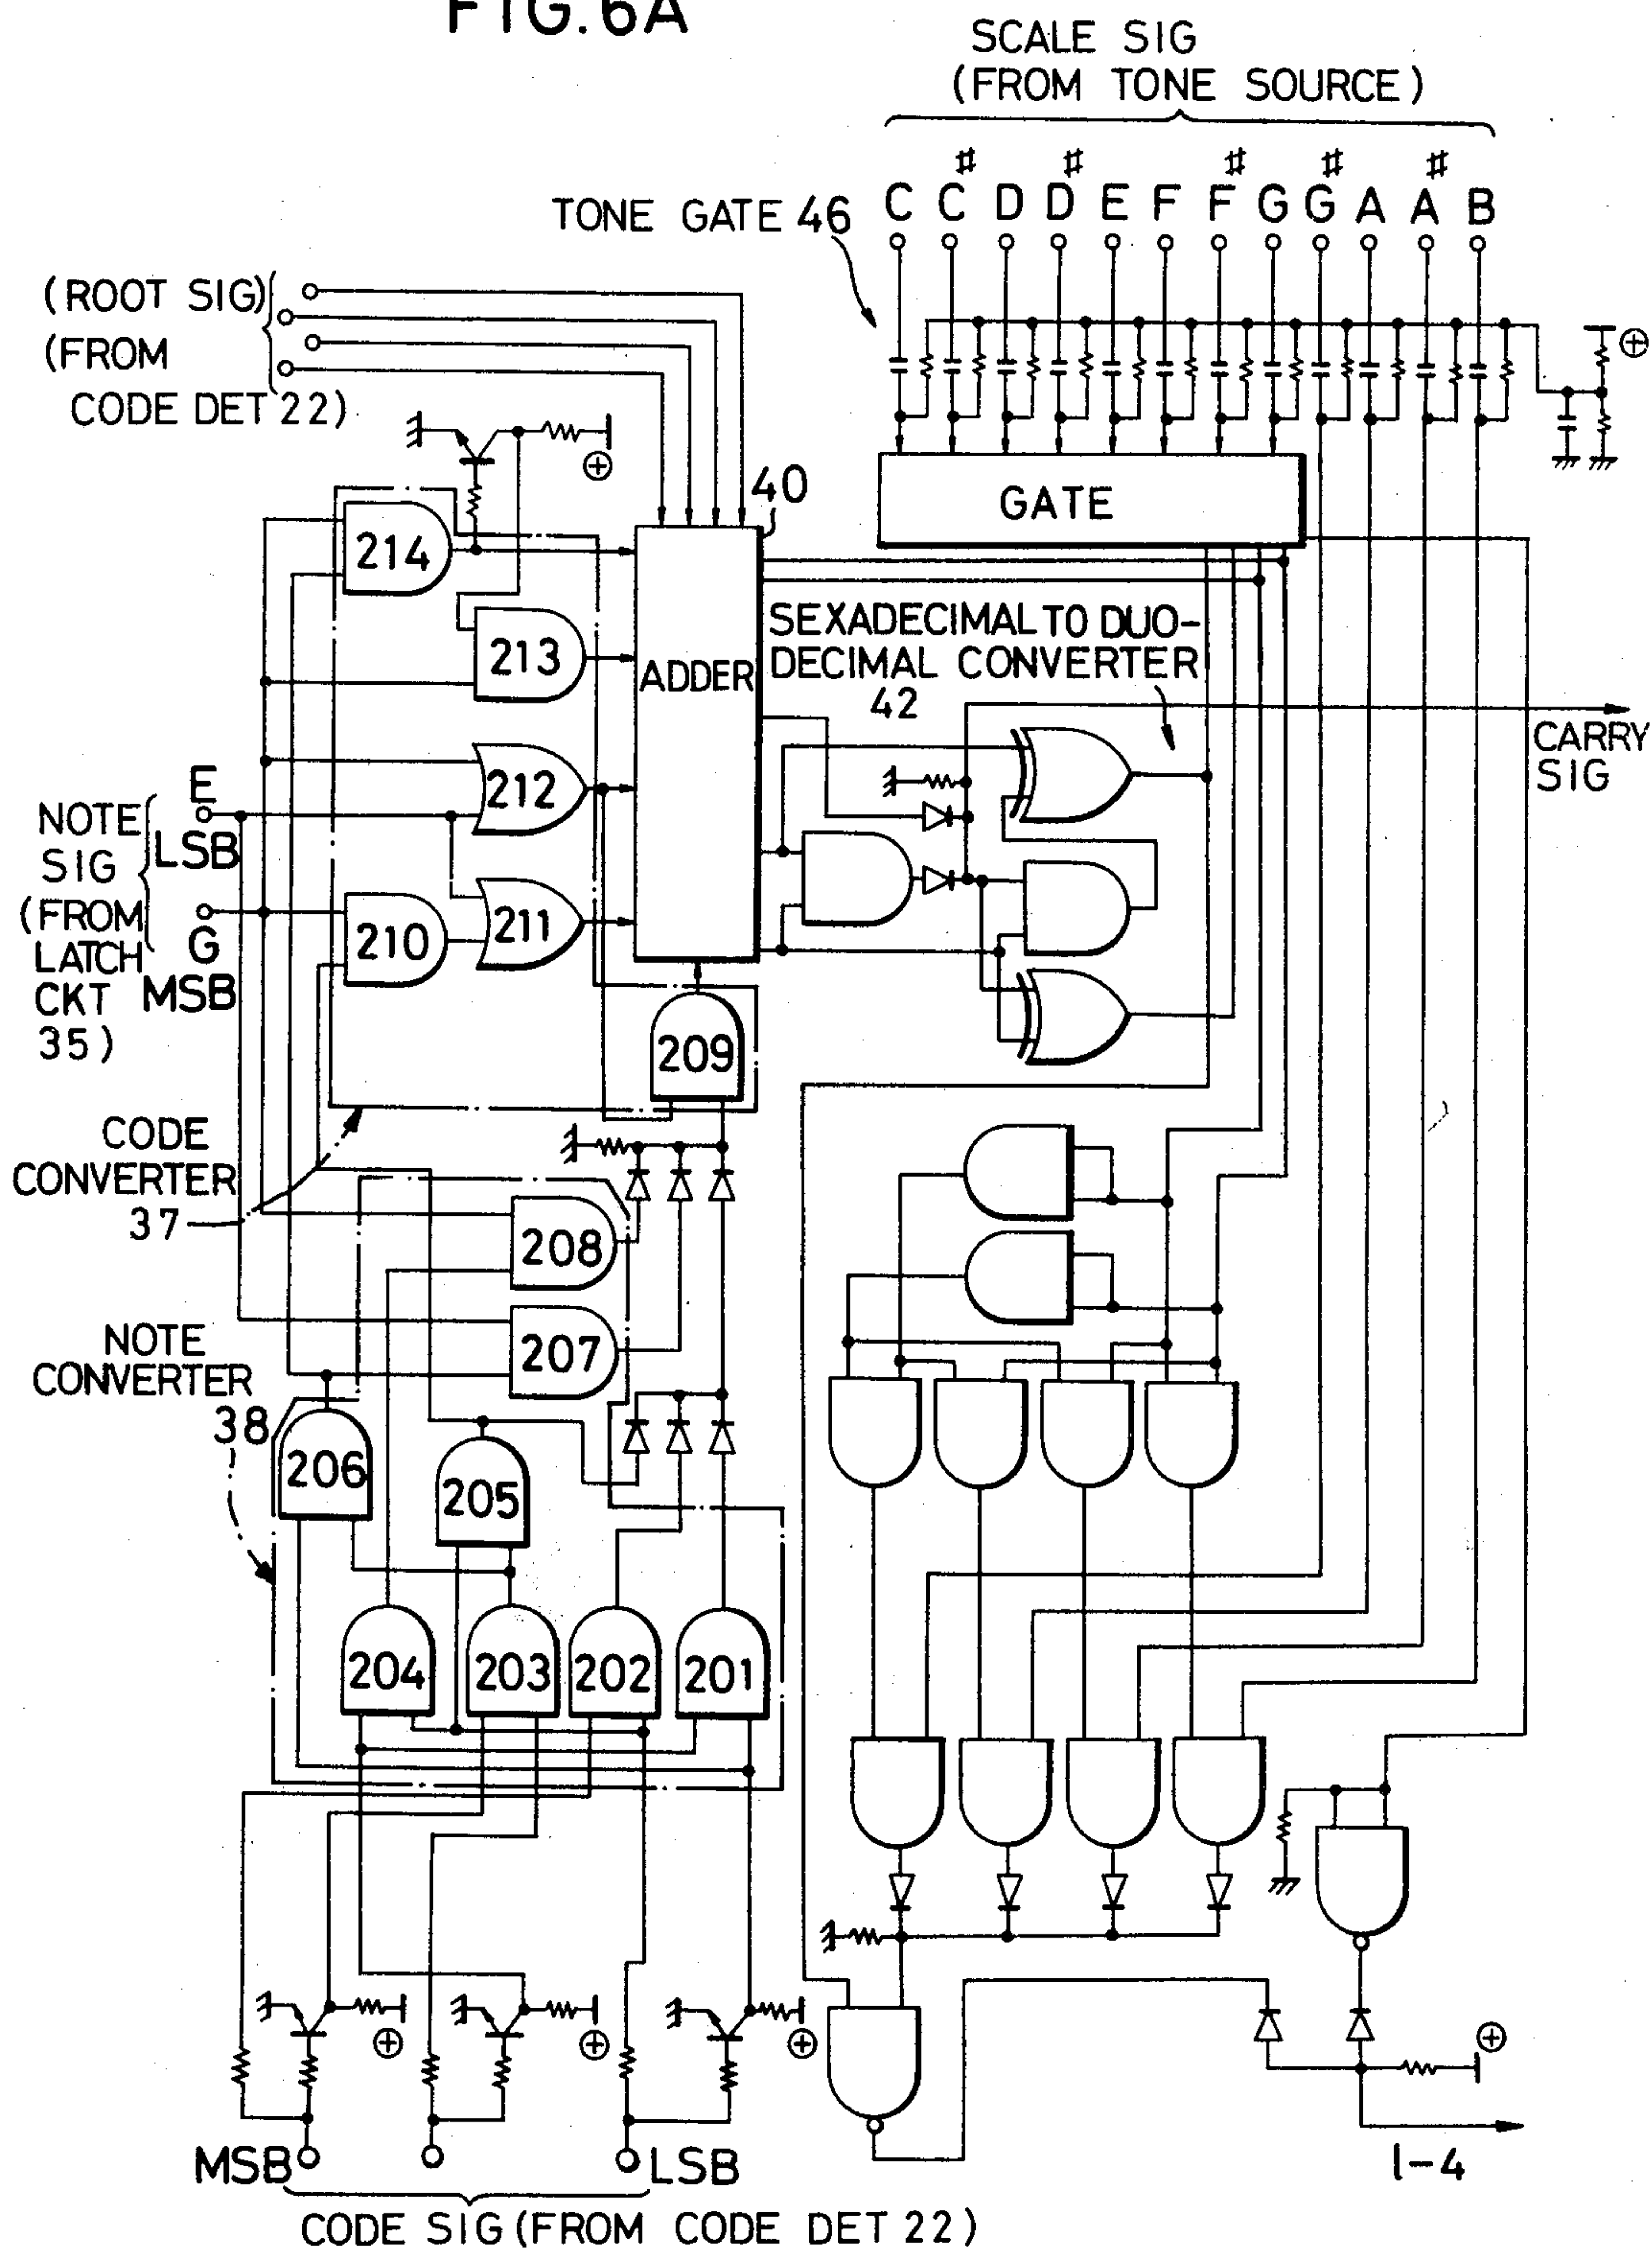 FIG. 6A
SCALE SIG
(FROM TONE SOURCE)
# # # # #
C C D D E F F G G A A B
TONE GATE 46
(ROOT SIG)
(FROM
CODE DET 22)
⊕
⊕
40
GATE
214
213
ADDER
SEXADECIMAL TO DUO-
DECIMAL CONVERTER
42
CARRY
SIG
212
E
LSB
NOTE
SIG
(FROM
LATCH
CKT
35)
G
MSB
210
211
209
CODE
CONVERTER
37
208
207
NOTE
CONVERTER
38
206
205
204
203
202
201
⊕
⊕
⊕
⊕
MSB
LSB
I-4
CODE SIG (FROM CODE DET 22)